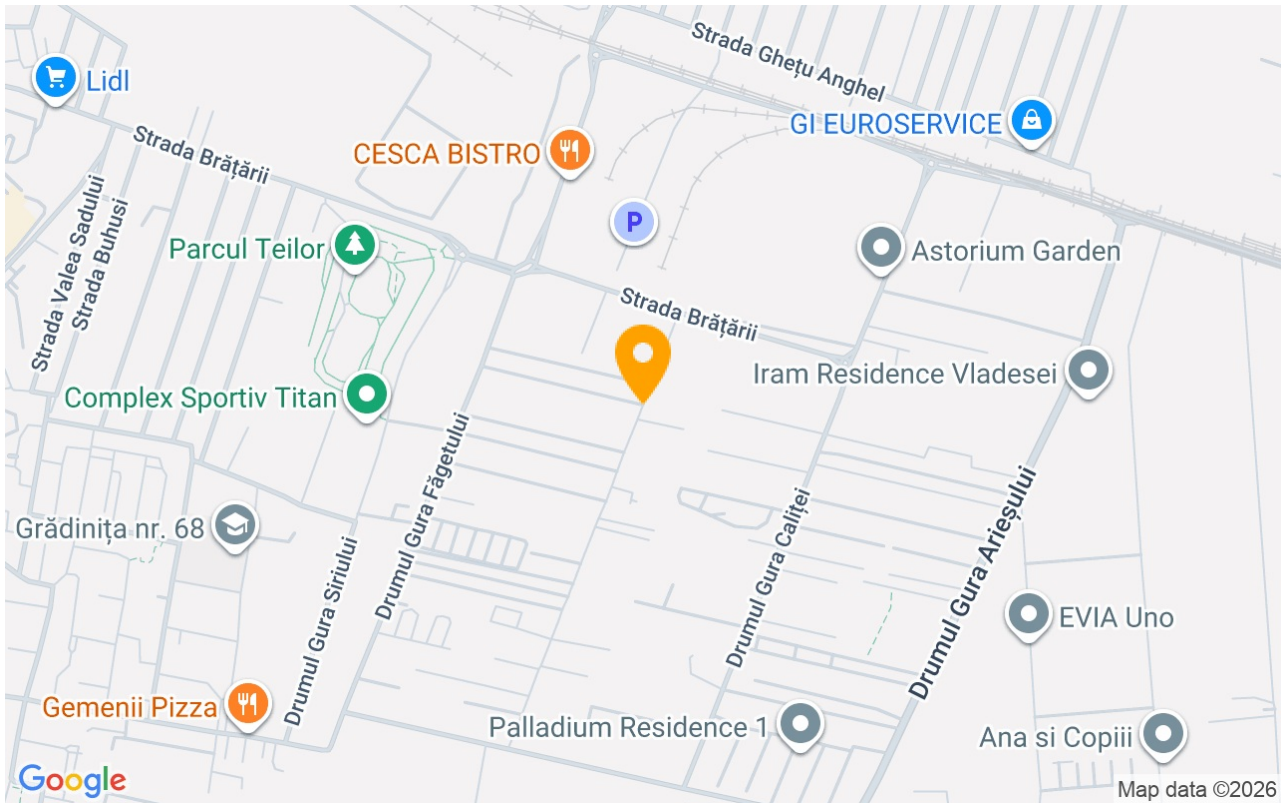 Strada Ghețu Anghel
Lidl
GI EUROSERVICE
Strada Brățării
CESCA BISTRO
P
Strada Valea Sadului
Strada Buhusi
Parcul Teilor
Astorium Garden
Strada Brățării
Iram Residence Vladesei
Complex Sportiv Titan
Drumul Gura Făgetului
Grădinița nr. 68
Drumul Gura Siriului
Drumul Gura Caliței
Drumul Gura Arieșului
EVIA Uno
Gemenii Pizza
Palladium Residence 1
Ana si Copiii
Google
Map data ©2026